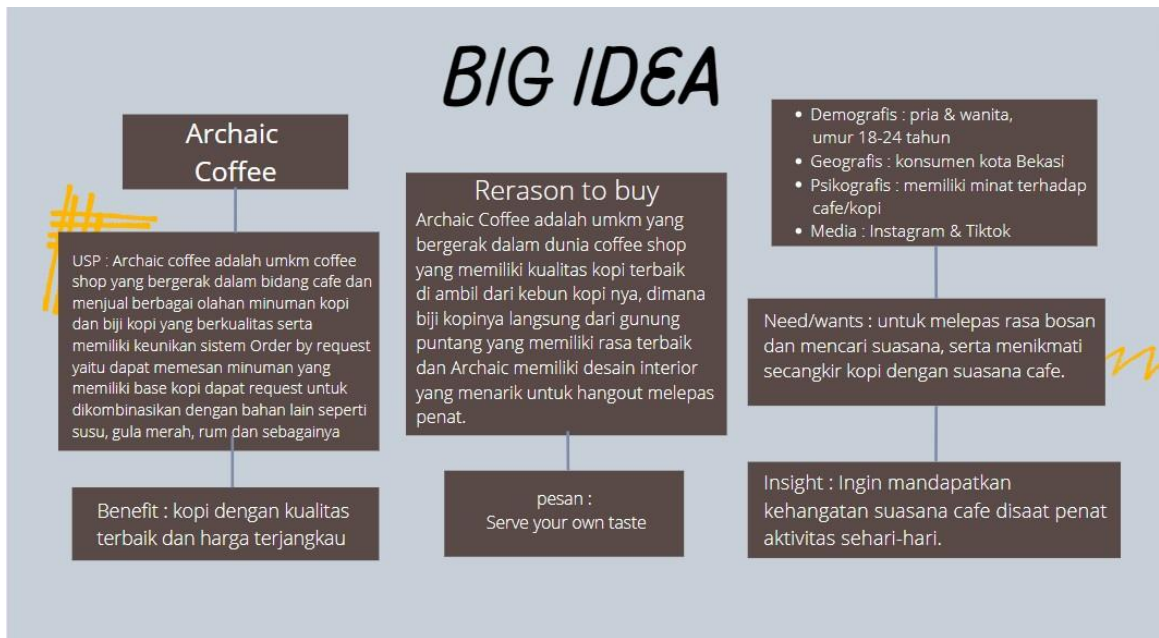 BIG IDEA
Archaic
Coffee
USP : Archaic coffee adalah umkm coffee
shop yang bergerak dalam bidang cafe dan
menjual berbagai olahan minuman kopi
dan biji kopi yang berkualitas serta
memiliki keunikan sistem Order by request
yaitu dapat memesan minuman yang
memiliki base kopi dapat request untuk
dikombinasikan dengan bahan lain seperti
susu, gula merah, rum dan sebagainya
Benefit : kopi dengan kualitas
terbaik dan harga terjangkau
Rerason to buy
Archaic Coffee adalah umkm yang
bergerak dalam dunia coffee shop
yang memiliki kualitas kopi terbaik
di ambil dari kebun kopi nya, dimana
biji kopinya langsung dari gunung
puntang yang memiliki rasa terbaik
dan Archaic memiliki desain interior
yang menarik untuk hangout melepas
penat.
pesan :
Serve your own taste
• Demografis : pria & wanita,
umur 18-24 tahun
• Geografis : konsumen kota Bekasi
• Psikografis : memiliki minat terhadap
cafe/kopi
• Media : Instagram & Tiktok
Need/wants : untuk melepas rasa bosan
dan mencari suasana, serta menikmati
secangkir kopi dengan suasana cafe.
Insight : Ingin mandapatkan
kehangatan suasana cafe disaat penat
aktivitas sehari-hari.